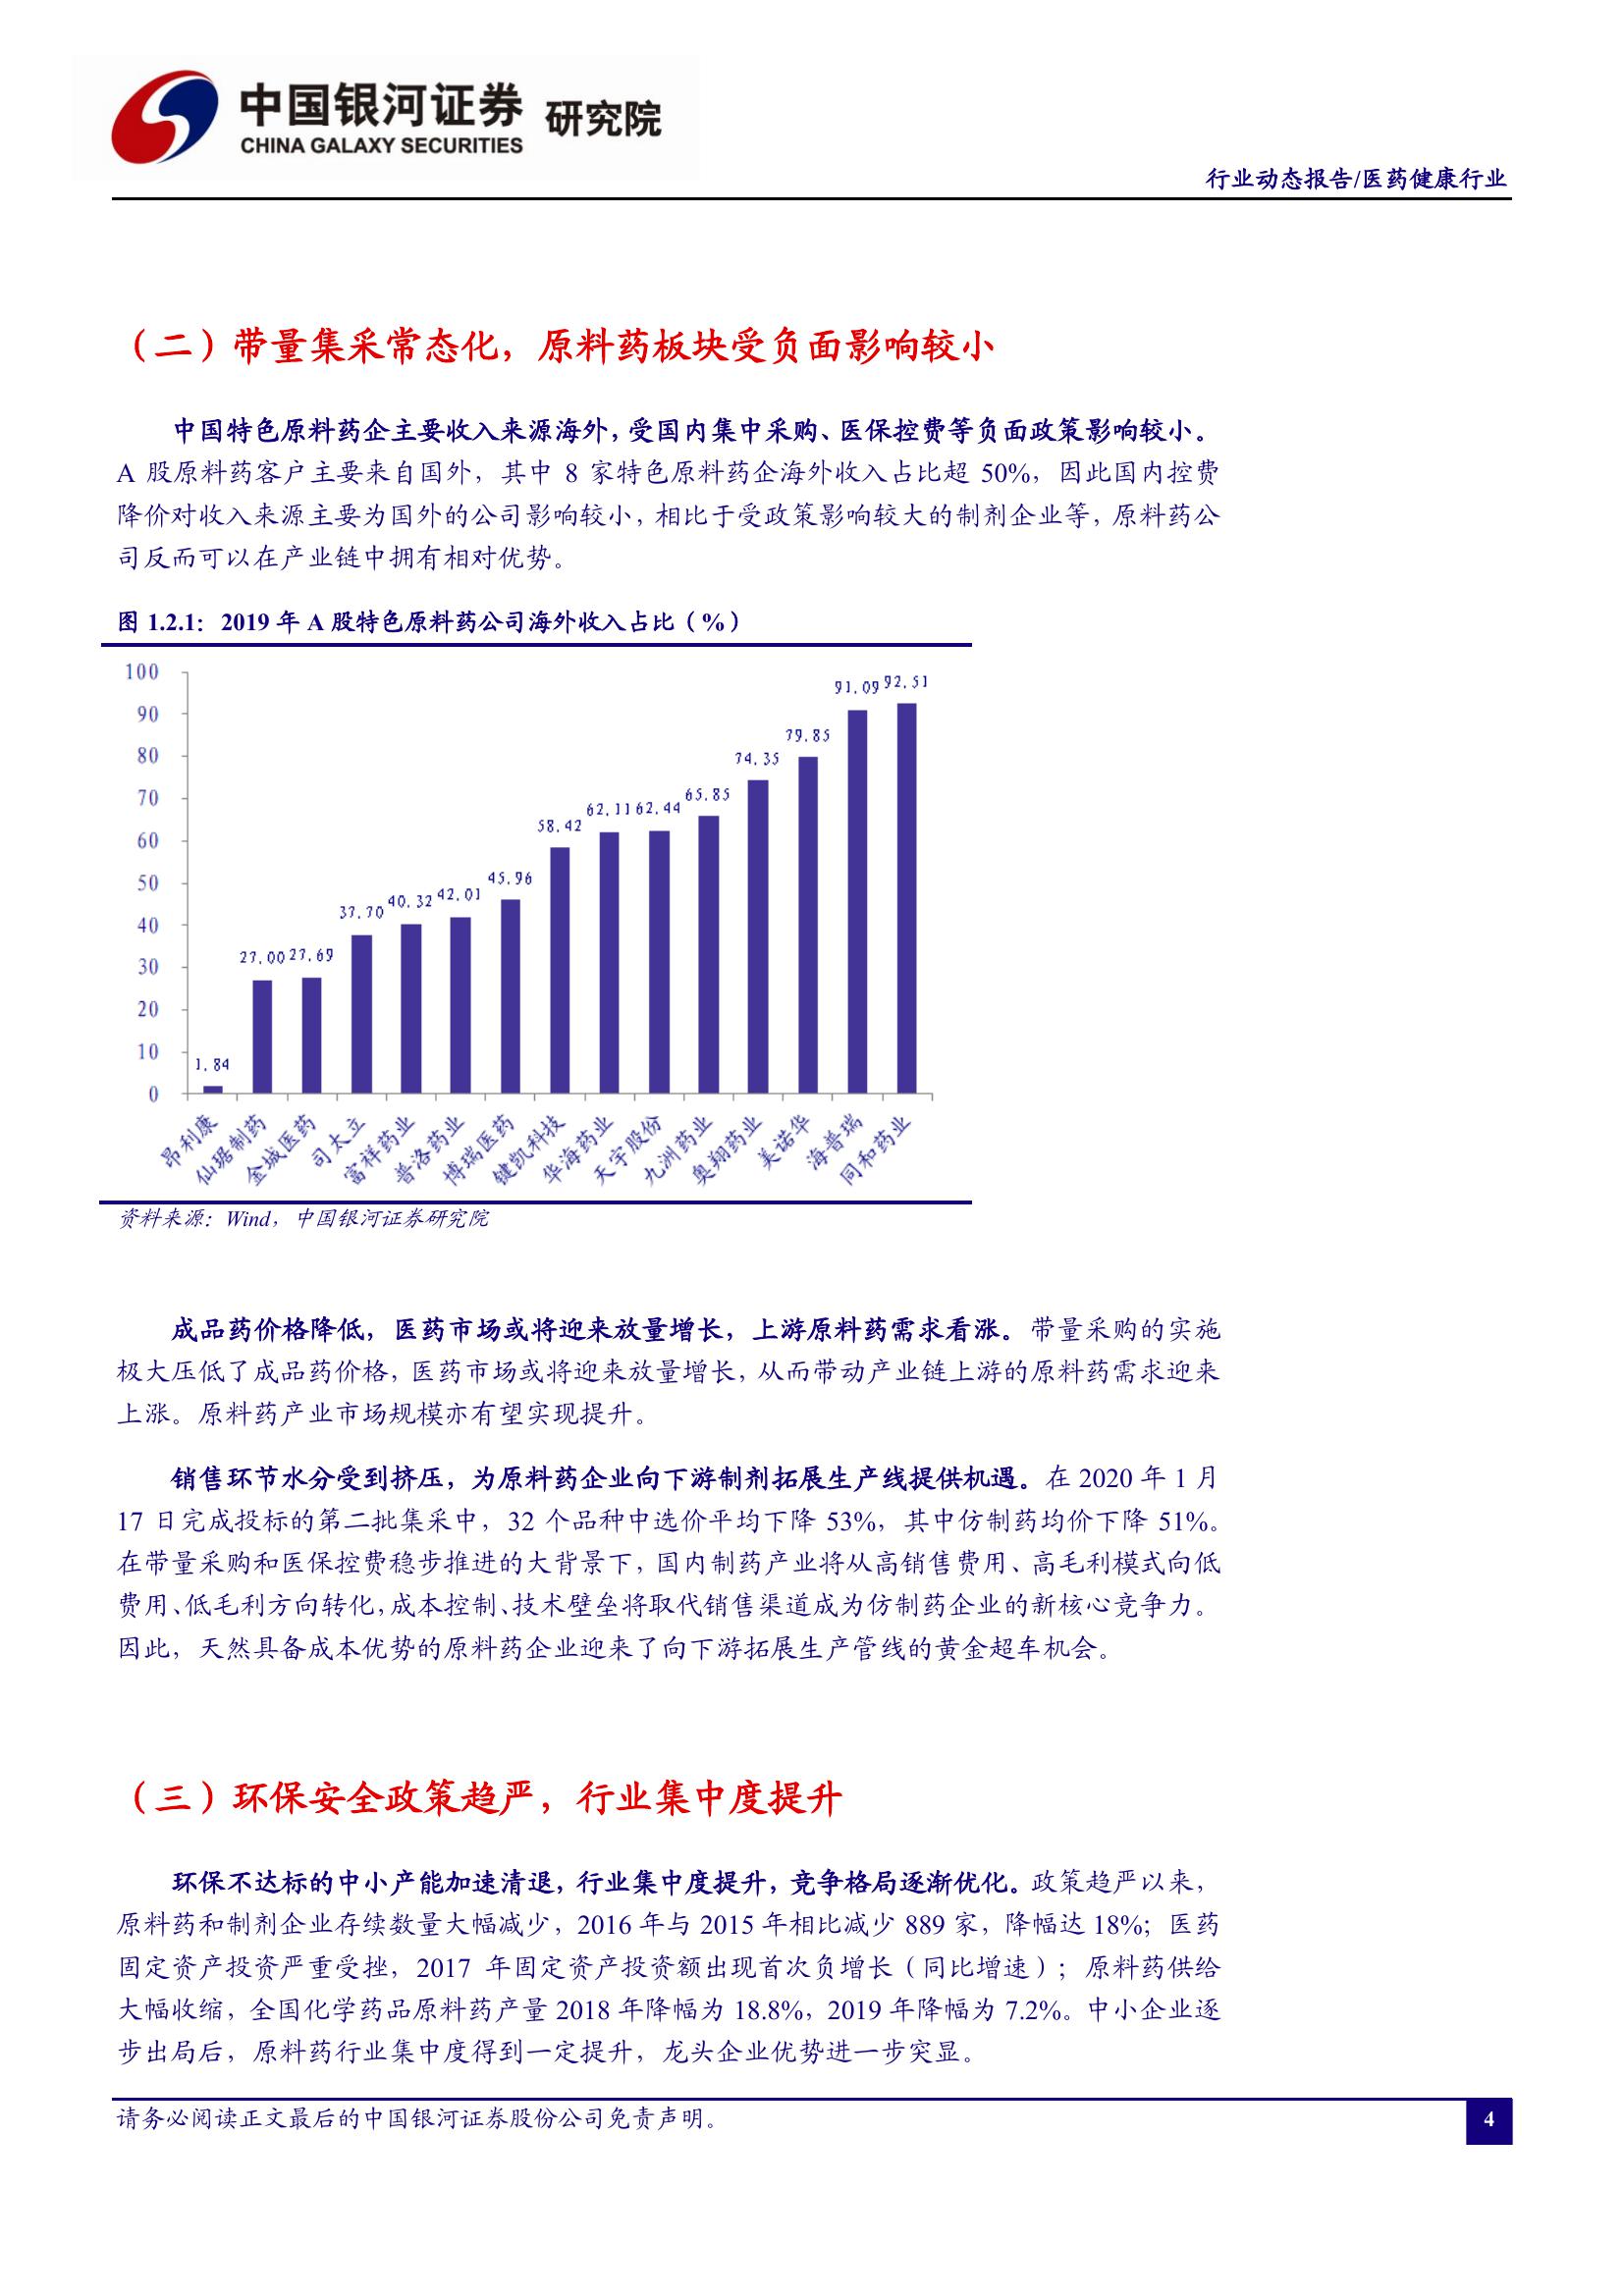 中国银河证券 研究院
CHINA GALAXY SECURITIES
行业动态报告/医药健康行业
（二）带量集采常态化，原料药板块受负面影响较小
中国特色原料药企主要收入来源海外，受国内集中采购、医保控费等负面政策影响较小。
A 股原料药客户主要来自国外，其中 8 家特色原料药企海外收入占比超 50%，因此国内控费
降价对收入来源主要为国外的公司影响较小，相比于受政策影响较大的制剂企业等，原料药公
司反而可以在产业链中拥有相对优势。
图 1.2.1：2019 年 A 股特色原料药公司海外收入占比（%）
100
90
80
70
60
50
40
30
20
10
0
1.84
27.00
27.69
37.70
40.32
42.01
45.96
58.42
62.11
62.44
65.85
74.35
79.85
91.09
92.51
昂利康
仙琚制药
金城医药
司太立
富祥药业
普洛药业
博瑞医药
键凯科技
华海药业
天宇股份
九洲药业
奥翔药业
美诺华
海普瑞
同和药业
资料来源：Wind，中国银河证券研究院
成品药价格降低，医药市场或将迎来放量增长，上游原料药需求看涨。带量采购的实施
极大压低了成品药价格，医药市场或将迎来放量增长，从而带动产业链上游的原料药需求迎来
上涨。原料药产业市场规模亦有望实现提升。
销售环节水分受到挤压，为原料药企业向下游制剂拓展生产线提供机遇。在 2020 年 1 月
17 日完成投标的第二批集采中，32 个品种中选价平均下降 53%，其中仿制药均价下降 51%。
在带量采购和医保控费稳步推进的大背景下，国内制药产业将从高销售费用、高毛利模式向低
费用、低毛利方向转化，成本控制、技术壁垒将取代销售渠道成为仿制药企业的新核心竞争力。
因此，天然具备成本优势的原料药企业迎来了向下游拓展生产管线的黄金超车机会。
（三）环保安全政策趋严，行业集中度提升
环保不达标的中小产能加速清退，行业集中度提升，竞争格局逐渐优化。政策趋严以来，
原料药和制剂企业存续数量大幅减少，2016 年与 2015 年相比减少 889 家，降幅达 18%；医药
固定资产投资严重受挫，2017 年固定资产投资额出现首次负增长（同比增速）；原料药供给
大幅收缩，全国化学药品原料药产量 2018 年降幅为 18.8%，2019 年降幅为 7.2%。中小企业逐
步出局后，原料药行业集中度得到一定提升，龙头企业优势进一步突显。
请务必阅读正文最后的中国银河证券股份公司免责声明。
4